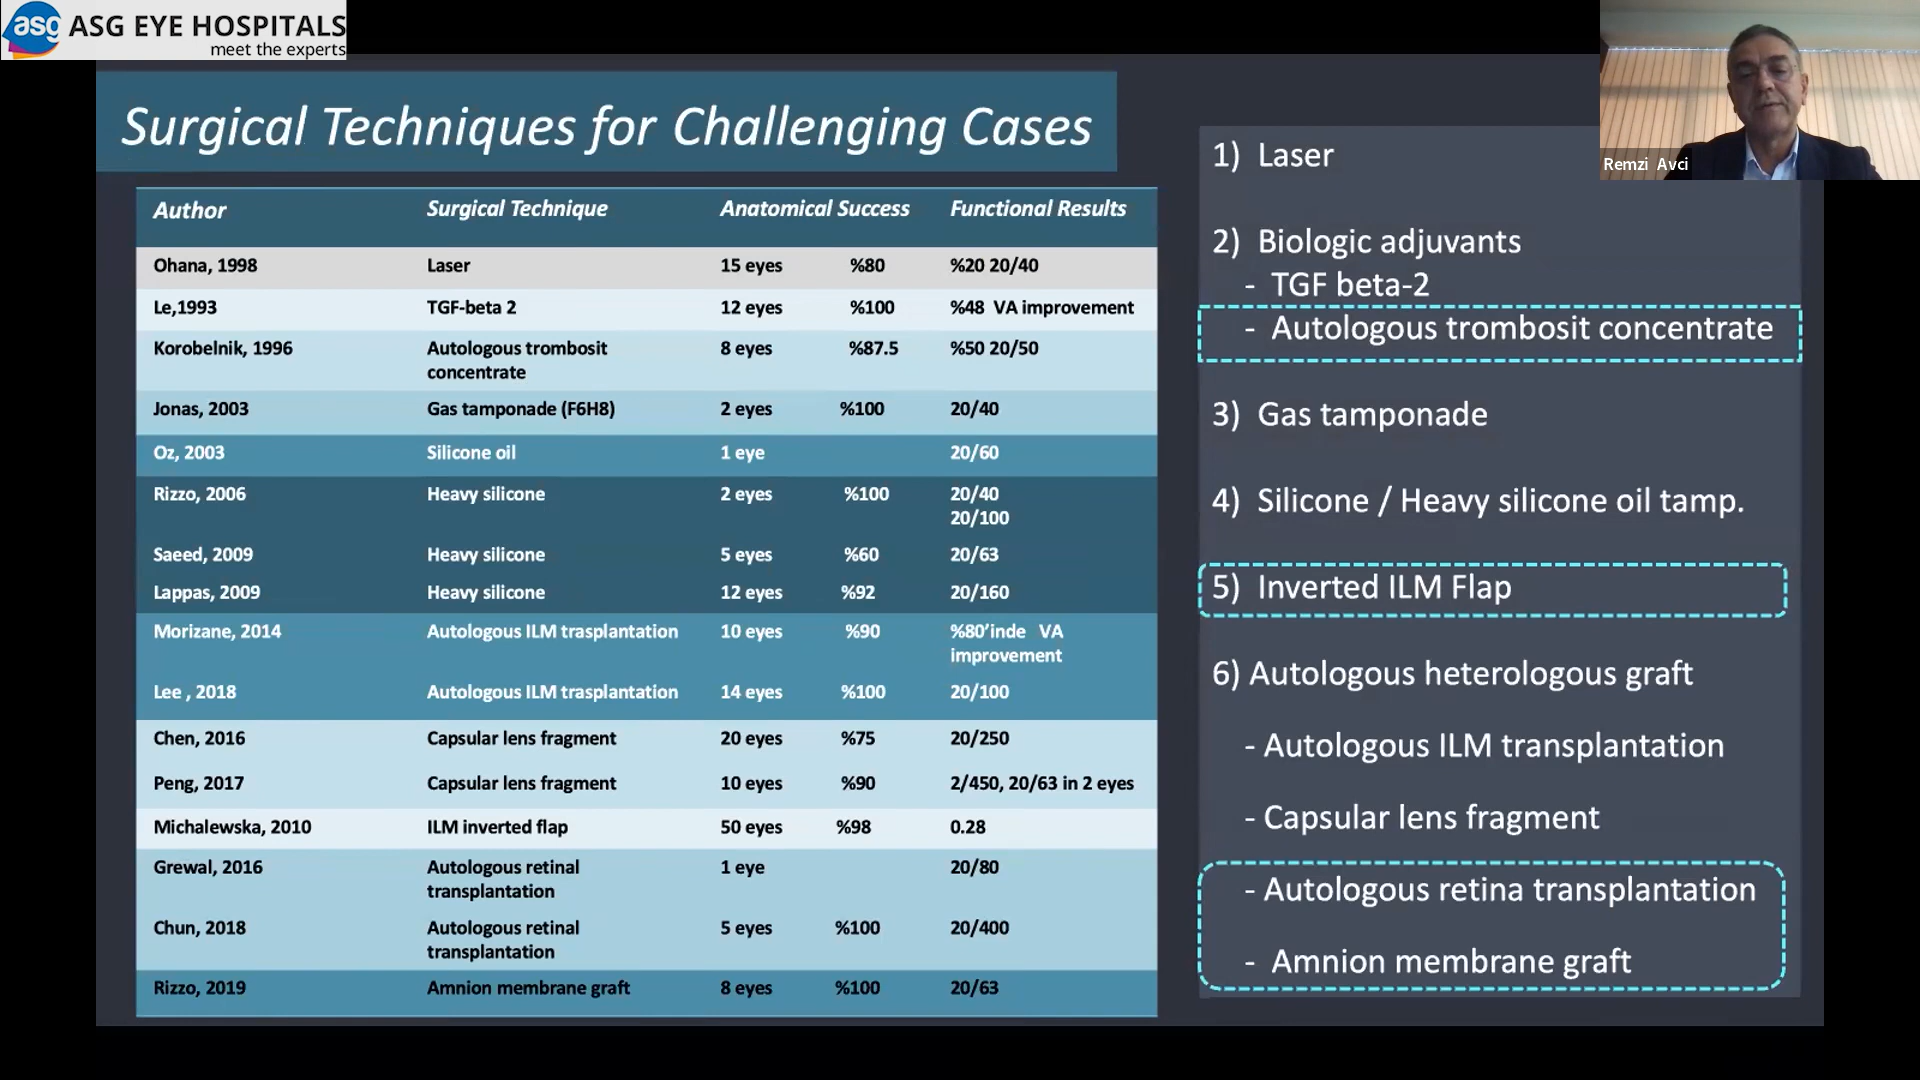 asg ASG EYE HOSPITALS
meet the experts
Remzi Avci
Surgical Techniques for Challenging Cases
Author Surgical Technique Anatomical Success Functional Results
Ohana, 1998 Laser 15 eyes %80 %20 20/40
Le,1993 TGF-beta 2 12 eyes %100 %48 VA improvement
Korobelnik, 1996 Autologous trombosit 8 eyes %87.5 %50 20/50
concentrate
Jonas, 2003 Gas tamponade (F6H8) 2 eyes %100 20/40
Oz, 2003 Silicone oil 1 eye 20/60
Rizzo, 2006 Heavy silicone 2 eyes %100 20/40
20/100
Saeed, 2009 Heavy silicone 5 eyes %60 20/63
Lappas, 2009 Heavy silicone 12 eyes %92 20/160
Morizane, 2014 Autologous ILM trasplantation 10 eyes %90 %80'inde VA
improvement
Lee , 2018 Autologous ILM trasplantation 14 eyes %100 20/100
Chen, 2016 Capsular lens fragment 20 eyes %75 20/250
Peng, 2017 Capsular lens fragment 10 eyes %90 2/450, 20/63 in 2 eyes
Michalewska, 2010 ILM inverted flap 50 eyes %98 0.28
Grewal, 2016 Autologous retinal 1 eye 20/80
transplantation
Chun, 2018 Autologous retinal 5 eyes %100 20/400
transplantation
Rizzo, 2019 Amnion membrane graft 8 eyes %100 20/63
1) Laser
2) Biologic adjuvants
- TGF beta-2
- Autologous trombosit concentrate
3) Gas tamponade
4) Silicone / Heavy silicone oil tamp.
5) Inverted ILM Flap
6) Autologous heterologous graft
- Autologous ILM transplantation
- Capsular lens fragment
- Autologous retina transplantation
- Amnion membrane graft